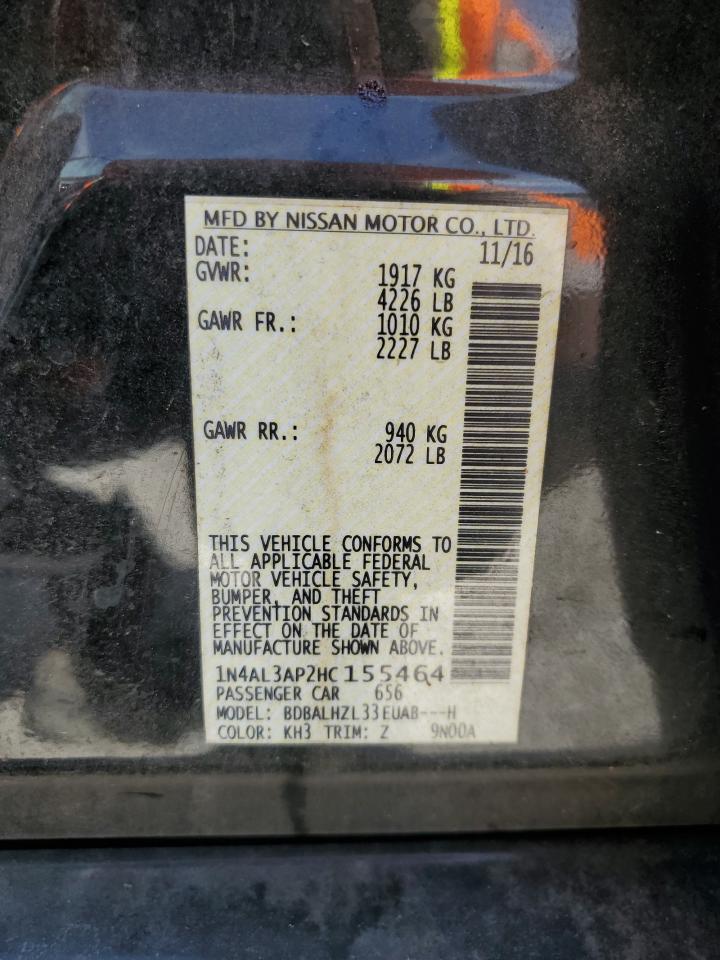 MFD BY NISSAN MOTOR CO., LTD.
DATE: 11/16
GVWR: 1917 KG
4226 LB
GAWR FR.: 1010 KG
2227 LB
GAWR RR.: 940 KG
2072 LB
THIS VEHICLE CONFORMS TO
ALL APPLICABLE FEDERAL
MOTOR VEHICLE SAFETY,
BUMPER, AND THEFT
PREVENTION STANDARDS IN
EFFECT ON THE DATE OF
MANUFACTURE SHOWN ABOVE.
1N4AL3AP2HC155464
PASSENGER CAR 656
MODEL: BDBALHZL33EUAB---H
COLOR: KH3 TRIM: Z 9N00A